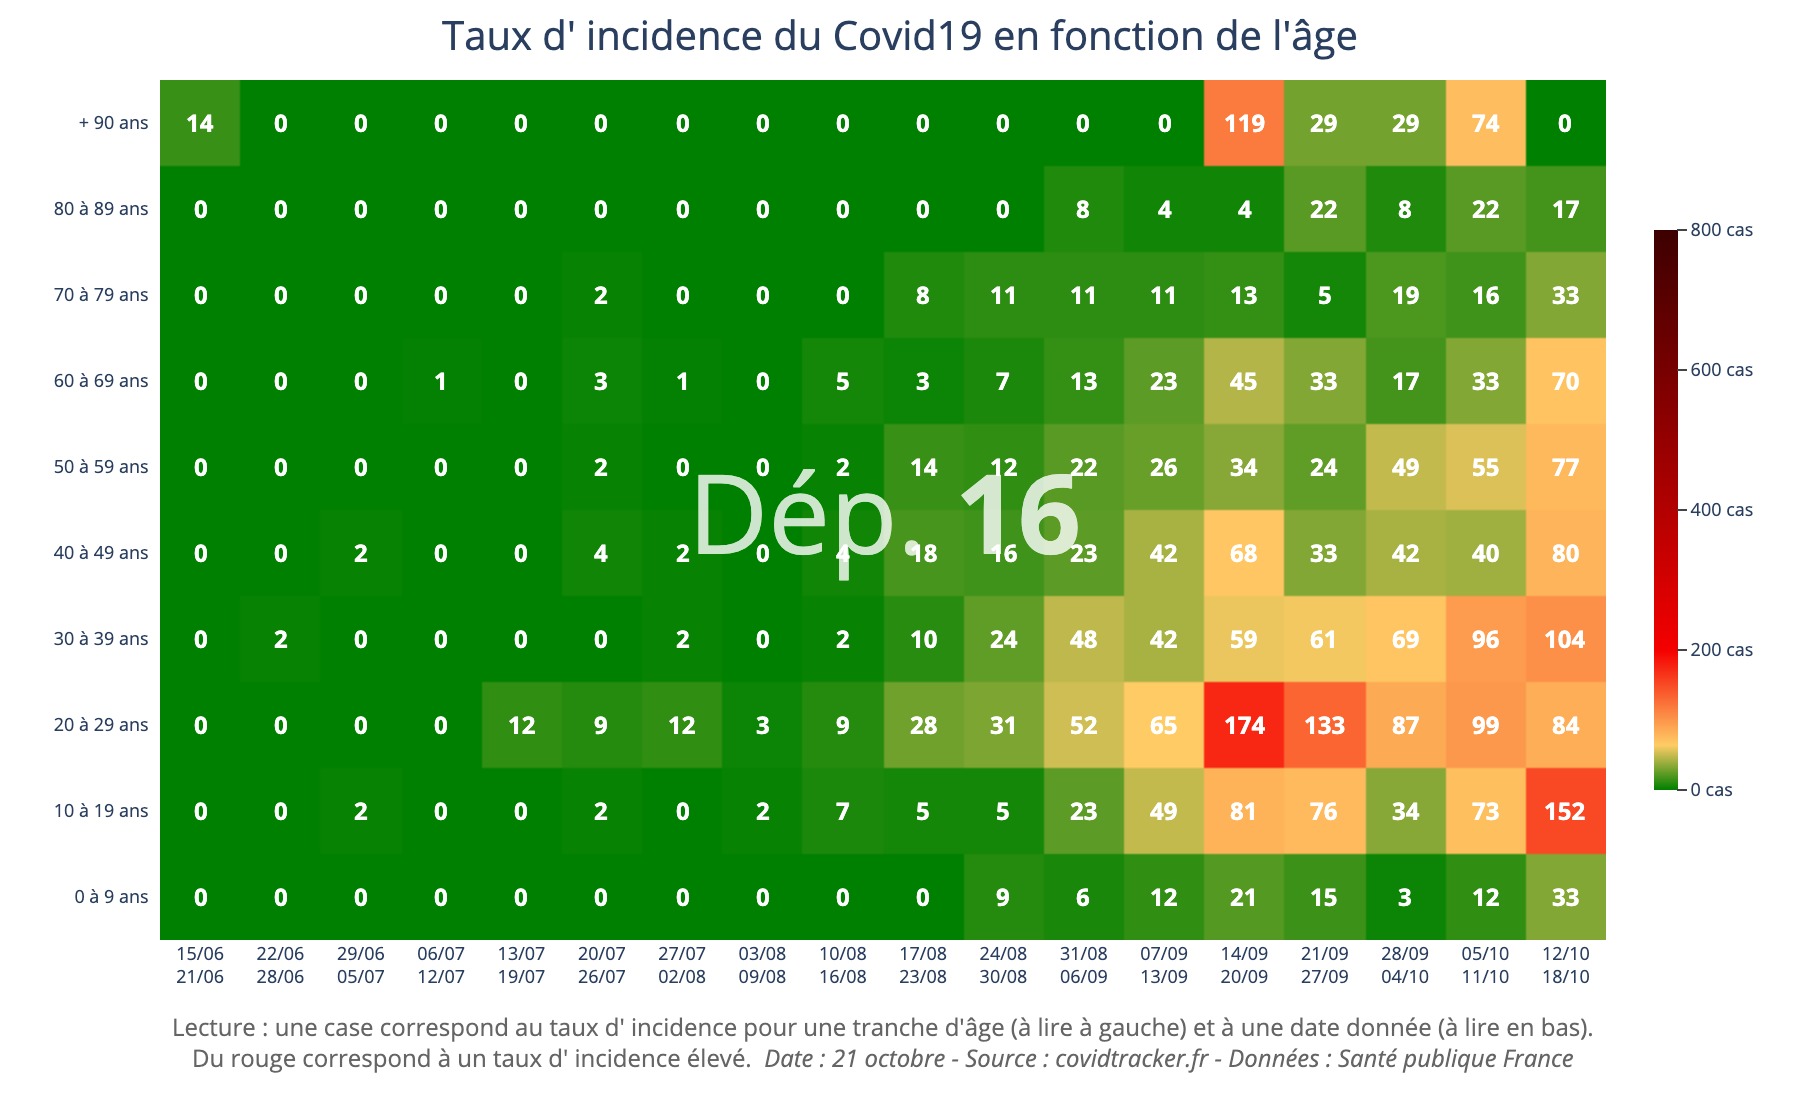 Taux d' incidence du Covid19 en fonction de l'âge
+ 90 ans 14 0 0 0 0 0 0 0 0 0 0 0 0 119 29 29 74 0
80 à 89 ans 0 0 0 0 0 0 0 0 0 0 0 8 4 4 22 8 22 17
70 à 79 ans 0 0 0 0 0 2 0 0 0 8 11 11 11 13 5 19 16 33
60 à 69 ans 0 0 0 1 0 3 1 0 5 3 7 13 23 45 33 17 33 70
50 à 59 ans 0 0 0 0 0 2 0 0 2 14 12 22 26 34 24 49 55 77
Dép. 16
40 à 49 ans 0 0 2 0 0 4 2 0 4 18 16 23 42 68 33 42 40 80
30 à 39 ans 0 2 0 0 0 0 2 0 2 10 24 48 42 59 61 69 96 104
20 à 29 ans 0 0 0 0 12 9 12 3 9 28 31 52 65 174 133 87 99 84
10 à 19 ans 0 0 2 0 0 2 0 2 7 5 5 23 49 81 76 34 73 152
0 à 9 ans 0 0 0 0 0 0 0 0 0 0 9 6 12 21 15 3 12 33
15/06 22/06 29/06 06/07 13/07 20/07 27/07 03/08 10/08 17/08 24/08 31/08 07/09 14/09 21/09 28/09 05/10 12/10
21/06 28/06 05/07 12/07 19/07 26/07 02/08 09/08 16/08 23/08 30/08 06/09 13/09 20/09 27/09 04/10 11/10 18/10
800 cas
600 cas
400 cas
200 cas
0 cas
Lecture : une case correspond au taux d' incidence pour une tranche d'âge (à lire à gauche) et à une date donnée (à lire en bas).
Du rouge correspond à un taux d' incidence élevé. Date : 21 octobre - Source : covidtracker.fr - Données : Santé publique France